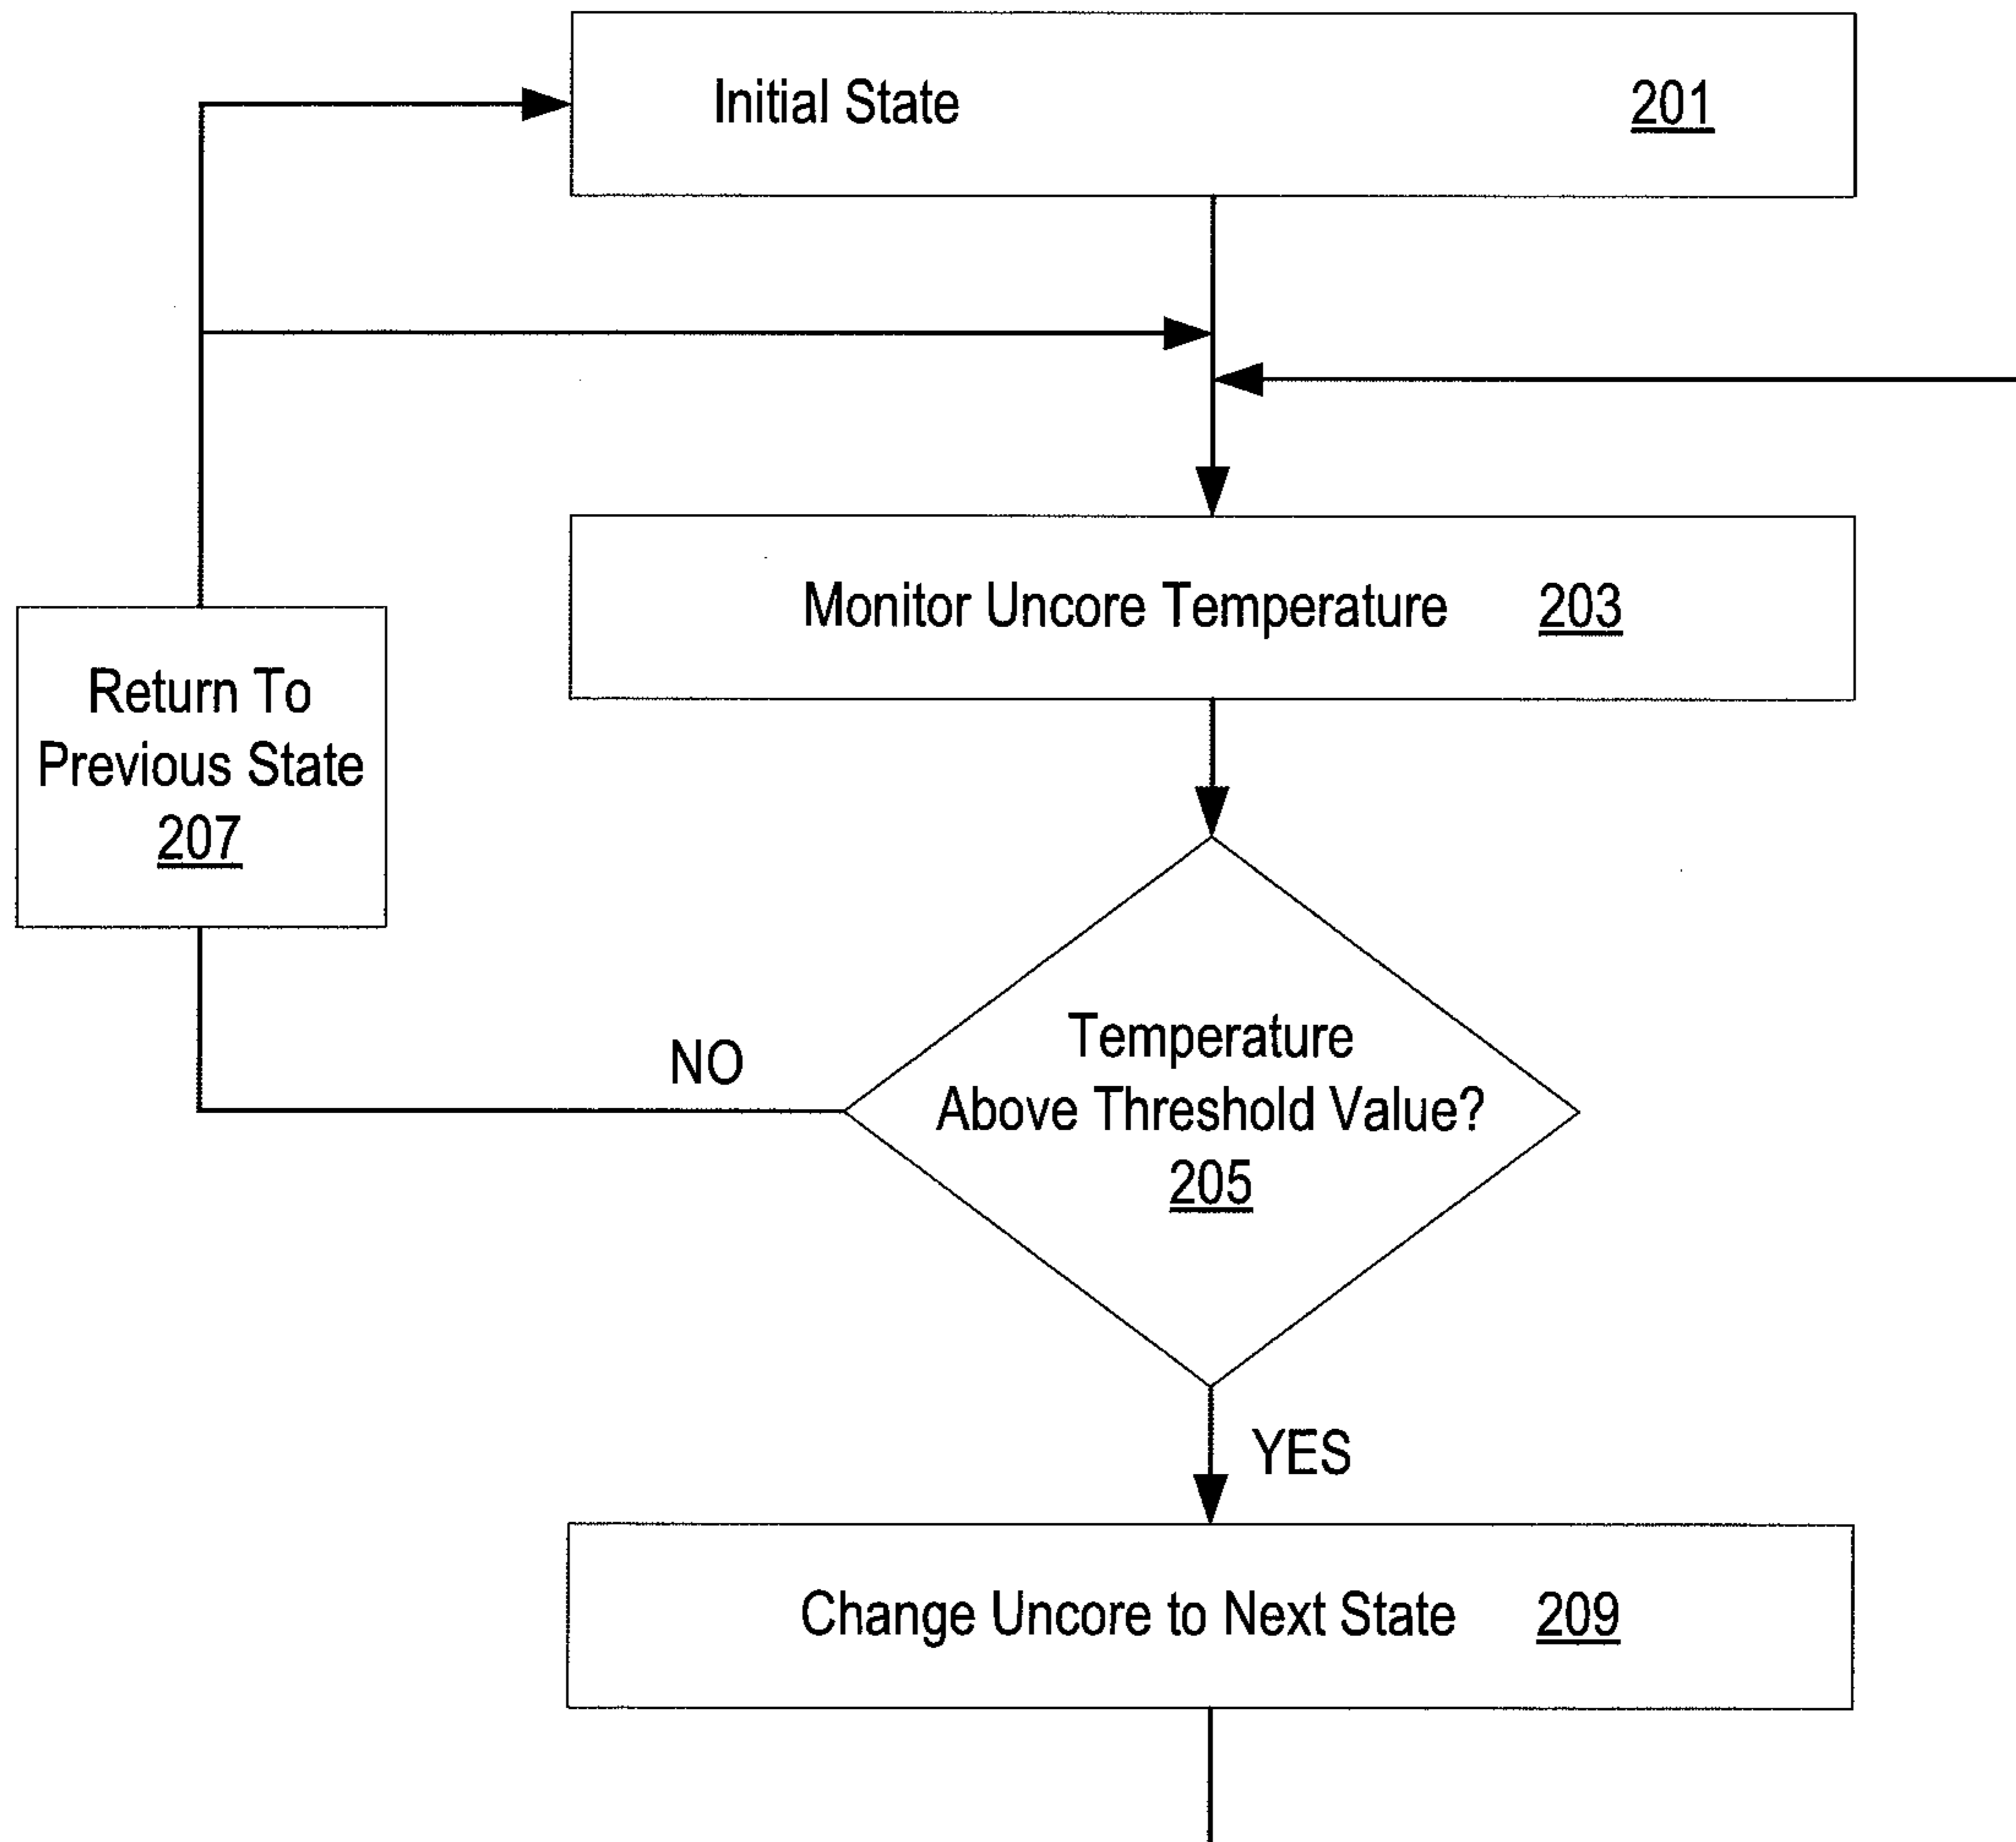 Initial State 201
Monitor Uncore Temperature 203
Return To
Previous State
207
Temperature
Above Threshold Value?
205
NO
YES
Change Uncore to Next State 209